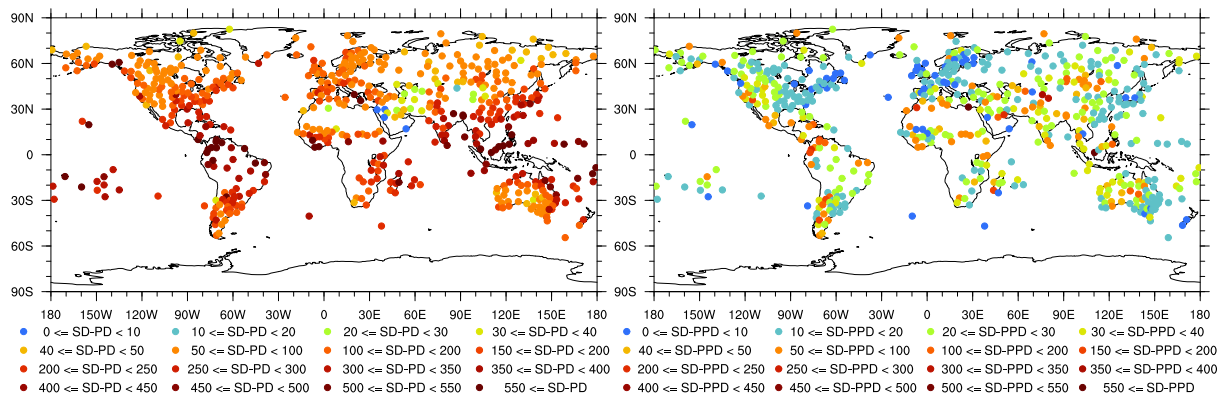 90N 90N
60N 60N
30N 30N
0 0
30S 30S
60S 60S
90S 90S
180 150W 120W 90W 60W 30W 0 30E 60E 90E 120E 150E 180 180 150W 120W 90W 60W 30W 0 30E 60E 90E 120E 150E 180
0 <= SD-PD < 10 10 <= SD-PD < 20 20 <= SD-PD < 30 30 <= SD-PD < 40 0 <= SD-PPD < 10 10 <= SD-PPD < 20 20 <= SD-PPD < 30 30 <= SD-PPD < 40
40 <= SD-PD < 50 50 <= SD-PD < 100 100 <= SD-PD < 200 150 <= SD-PD < 200 40 <= SD-PPD < 50 50 <= SD-PPD < 100 100 <= SD-PPD < 200 150 <= SD-PPD < 200
200 <= SD-PD < 250 250 <= SD-PD < 300 300 <= SD-PD < 350 350 <= SD-PD < 400 200 <= SD-PPD < 250 250 <= SD-PPD < 300 300 <= SD-PPD < 350 350 <= SD-PPD < 400
400 <= SD-PD < 450 450 <= SD-PD < 500 500 <= SD-PD < 550 550 <= SD-PD 400 <= SD-PPD < 450 450 <= SD-PPD < 500 500 <= SD-PPD < 550 550 <= SD-PPD